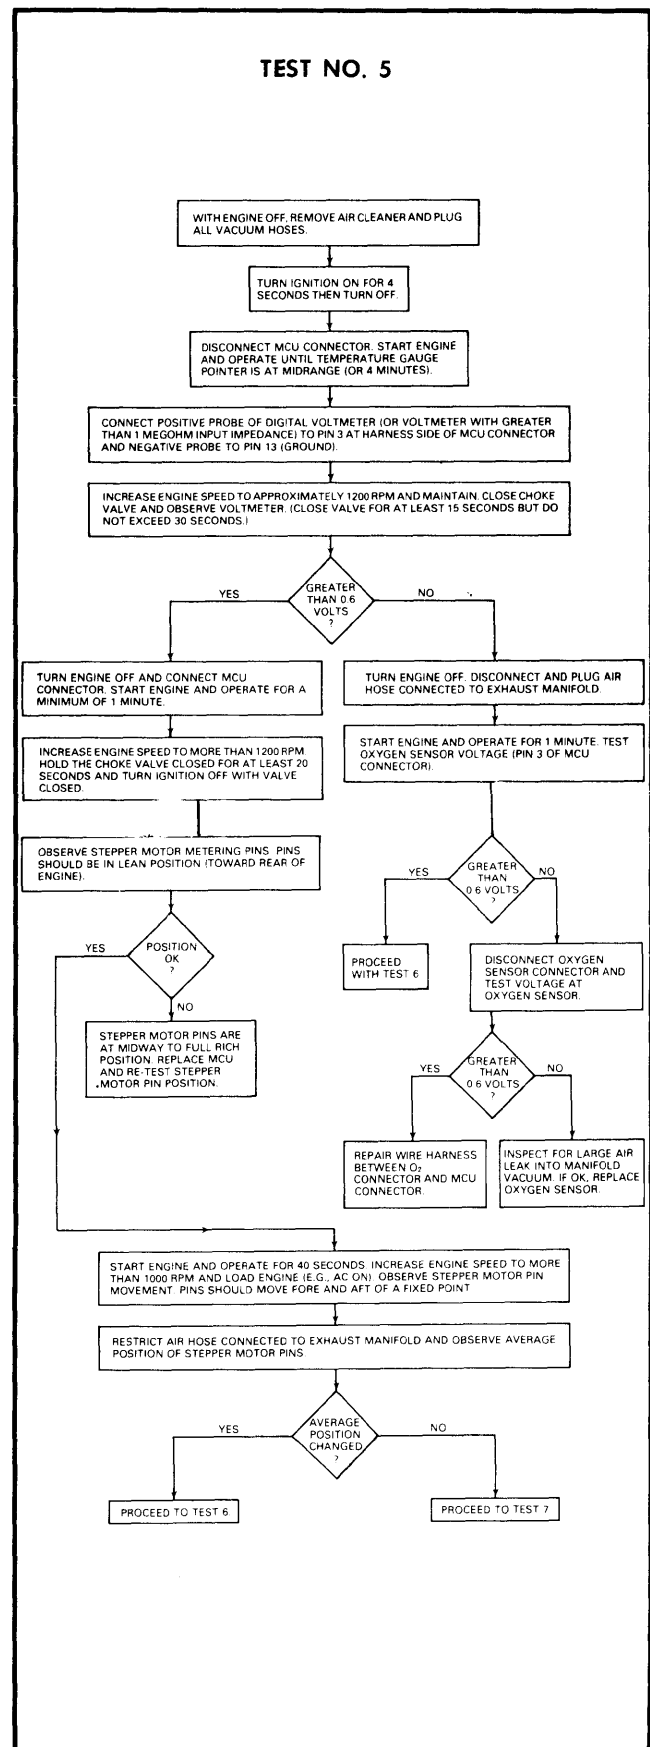 TEST NO. 5
WITH ENGINE OFF, REMOVE AIR CLEANER AND PLUG
ALL VACUUM HOSES.
TURN IGNITION ON FOR 4
SECONDS THEN TURN OFF.
DISCONNECT MCU CONNECTOR. START ENGINE
AND OPERATE UNTIL TEMPERATURE GAUGE
POINTER IS AT MIDRANGE (OR 4 MINUTES).
CONNECT POSITIVE PROBE OF DIGITAL VOLTMETER (OR VOLTMETER WITH GREATER
THAN 1 MEGOHM INPUT IMPEDANCE) TO PIN 3 AT HARNESS SIDE OF MCU CONNECTOR
AND NEGATIVE PROBE TO PIN 13 (GROUND).
INCREASE ENGINE SPEED TO APPROXIMATELY 1200 RPM AND MAINTAIN. CLOSE CHOKE
VALVE AND OBSERVE VOLTMETER. (CLOSE VALVE FOR AT LEAST 15 SECONDS BUT DO
NOT EXCEED 30 SECONDS.)
YES
GREATER
THAN 0.6
VOLTS
?
NO
TURN ENGINE OFF AND CONNECT MCU
CONNECTOR. START ENGINE AND OPERATE FOR A
MINIMUM OF 1 MINUTE.
TURN ENGINE OFF. DISCONNECT AND PLUG AIR
HOSE CONNECTED TO EXHAUST MANIFOLD.
INCREASE ENGINE SPEED TO MORE THAN 1200 RPM.
HOLD THE CHOKE VALVE CLOSED FOR AT LEAST 20
SECONDS AND TURN IGNITION OFF WITH VALVE
CLOSED.
START ENGINE AND OPERATE FOR 1 MINUTE. TEST
OXYGEN SENSOR VOLTAGE (PIN 3 OF MCU
CONNECTOR).
OBSERVE STEPPER MOTOR METERING PINS. PINS
SHOULD BE IN LEAN POSITION (TOWARD REAR OF
ENGINE).
YES
GREATER
THAN
0.6 VOLTS
?
NO
YES
POSITION
OK
?
NO
PROCEED
WITH TEST 6
DISCONNECT OXYGEN
SENSOR CONNECTOR AND
TEST VOLTAGE AT
OXYGEN SENSOR.
STEPPER MOTOR PINS ARE
AT MIDWAY TO FULL RICH
POSITION. REPLACE MCU
AND RE-TEST STEPPER
MOTOR PIN POSITION.
YES
GREATER
THAN
0.6 VOLTS
?
NO
REPAIR WIRE HARNESS
BETWEEN O₂
CONNECTOR AND MCU
CONNECTOR.
INSPECT FOR LARGE AIR
LEAK INTO MANIFOLD
VACUUM. IF OK, REPLACE
OXYGEN SENSOR.
START ENGINE AND OPERATE FOR 40 SECONDS. INCREASE ENGINE SPEED TO MORE
THAN 1000 RPM AND LOAD ENGINE (E.G., AC ON). OBSERVE STEPPER MOTOR PIN
MOVEMENT. PINS SHOULD MOVE FORE AND AFT OF A FIXED POINT
RESTRICT AIR HOSE CONNECTED TO EXHAUST MANIFOLD AND OBSERVE AVERAGE
POSITION OF STEPPER MOTOR PINS
YES
AVERAGE
POSITION
CHANGED
?
NO
PROCEED TO TEST 6.
PROCEED TO TEST 7